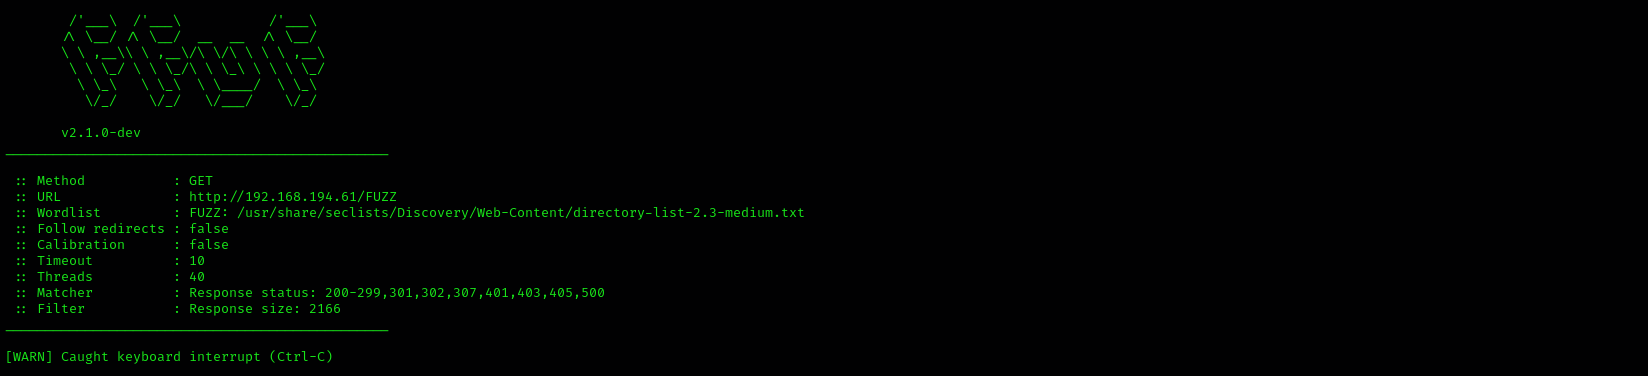 /'___\  /'___\           /'___\
       /\ \__/ /\ \__/  __  __  /\ \__/
       \ \ ,__\\ \ ,__\/\ \/\ \ \ \ ,__\
        \ \ \_/ \ \ \_/\ \ \_\ \ \ \ \_/
         \ \_\   \ \_\  \ \____/  \ \_\
          \/_/    \/_/   \/___/    \/_/
v2.1.0-dev
________________________________________________
:: Method           : GET
:: URL              : http://192.168.194.61/FUZZ
:: Wordlist         : FUZZ: /usr/share/seclists/Discovery/Web-Content/directory-list-2.3-medium.txt
:: Follow redirects : false
:: Calibration      : false
:: Timeout          : 10
:: Threads          : 40
:: Matcher          : Response status: 200-299,301,302,307,401,403,405,500
:: Filter           : Response size: 2166
________________________________________________
[WARN] Caught keyboard interrupt (Ctrl-C)